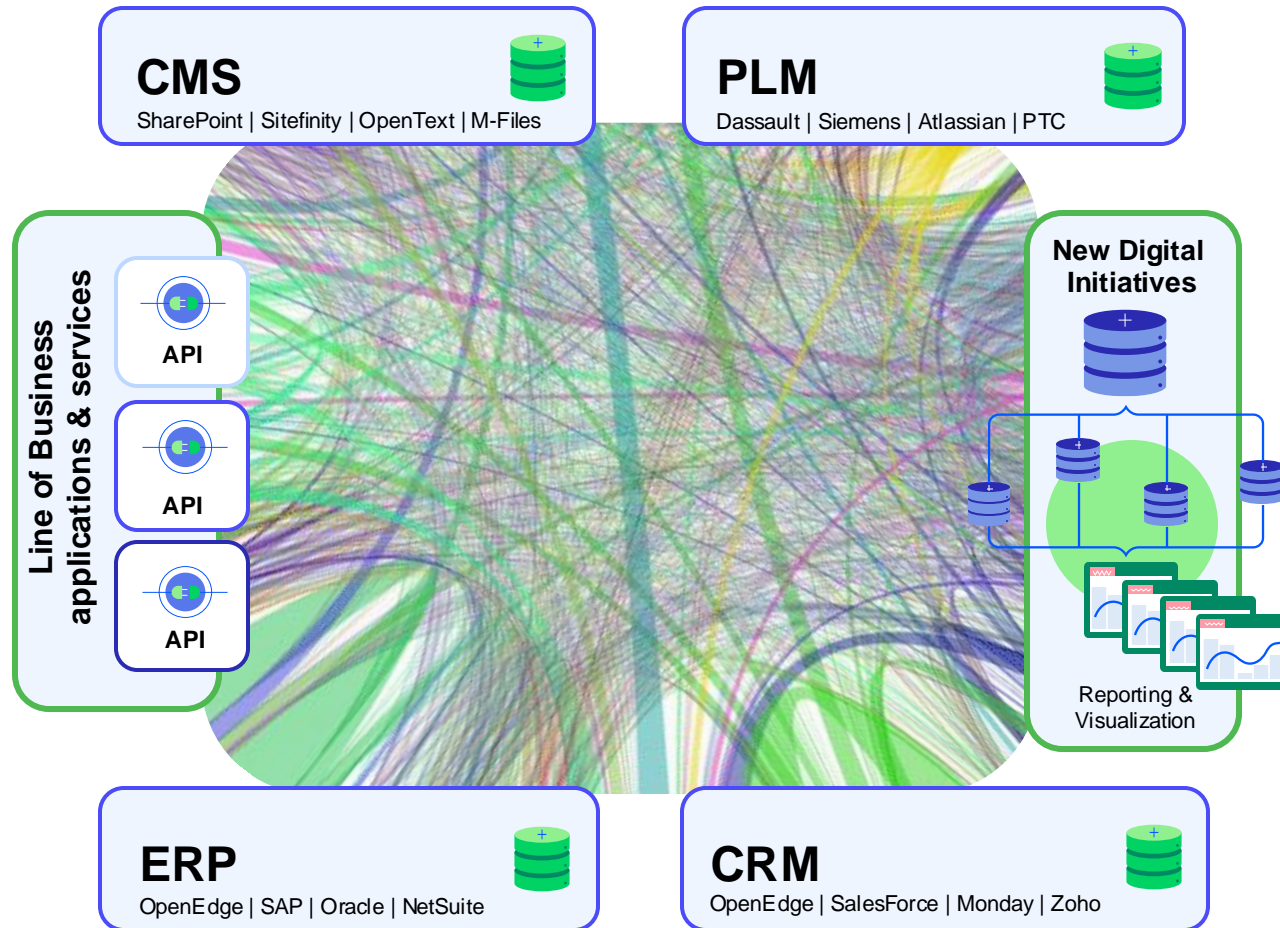 CMS
SharePoint | Sitefinity | OpenText | M-Files
PLM
Dassault | Siemens | Atlassian | PTC
Line of Business
applications & services
API
API
API
New Digital
Initiatives
Reporting &
Visualization
ERP
OpenEdge | SAP | Oracle | NetSuite
CRM
OpenEdge | SalesForce | Monday | Zoho